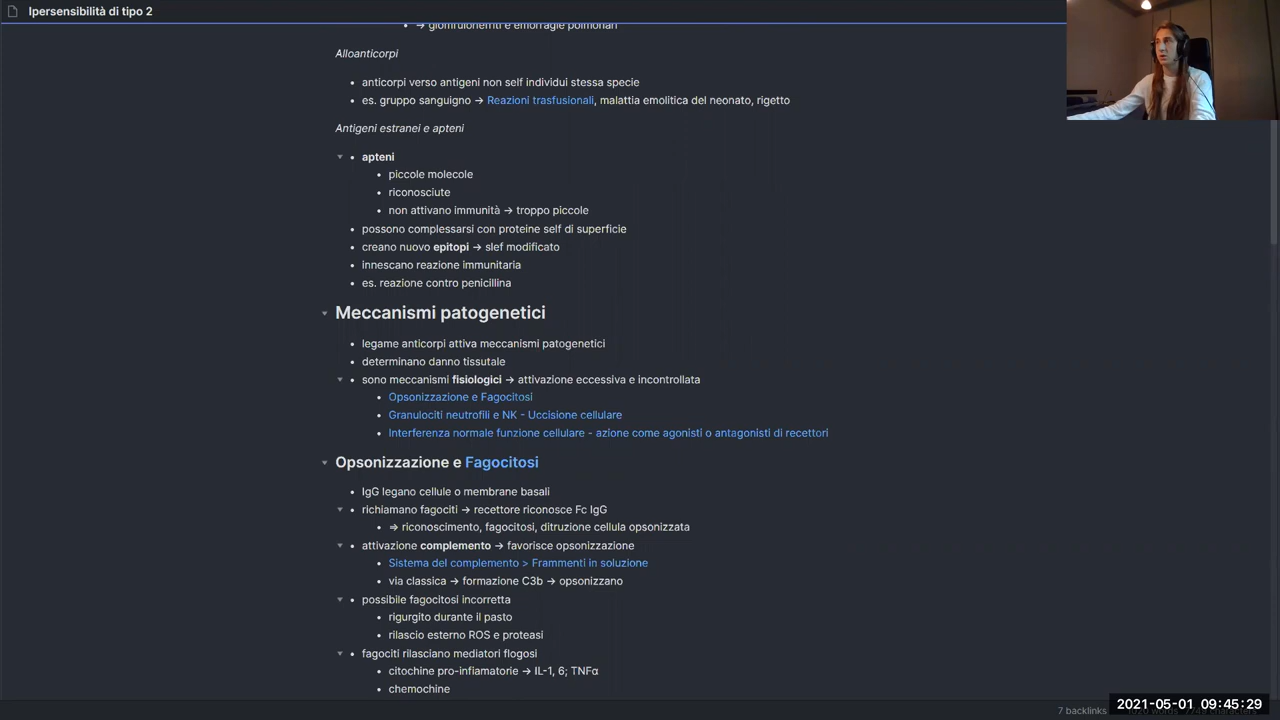 Ipersensibilità di tipo 2
→ glomfruloneffiti e emorragie polmonari
Alloanticorpi
anticorpi verso antigeni non self individui stessa specie
es. gruppo sanguigno → Reazioni trasfusionali, malattia emolitica del neonato, rigetto
Antigeni estranei e apteni
apteni
piccole molecole
riconosciute
non attivano immunità → troppo piccole
possono complessarsi con proteine self di superficie
creano nuovo epitopi → slef modificato
innescano reazione immunitaria
es. reazione contro penicillina
Meccanismi patogenetici
legame anticorpi attiva meccanismi patogenetici
determinano danno tissutale
sono meccanismi fisiologici → attivazione eccessiva e incontrollata
Opsonizzazione e Fagocitosi
Granulociti neutrofili e NK - Uccisione cellulare
Interferenza normale funzione cellulare - azione come agonisti o antagonisti di recettori
Opsonizzazione e Fagocitosi
IgG legano cellule o membrane basali
richiamano fagociti → recettore riconosce Fc IgG
⇒ riconoscimento, fagocitosi, ditruzione cellula opsonizzata
attivazione complemento → favorisce opsonizzazione
Sistema del complemento > Frammenti in soluzione
via classica → formazione C3b → opsonizzano
possibile fagocitosi incorretta
rigurgito durante il pasto
rilascio esterno ROS e proteasi
fagociti rilasciano mediatori flogosi
citochine pro-infiamatorie → IL-1, 6; TNFα
chemochine
7 backlinks
2021-05-01 09:45:29